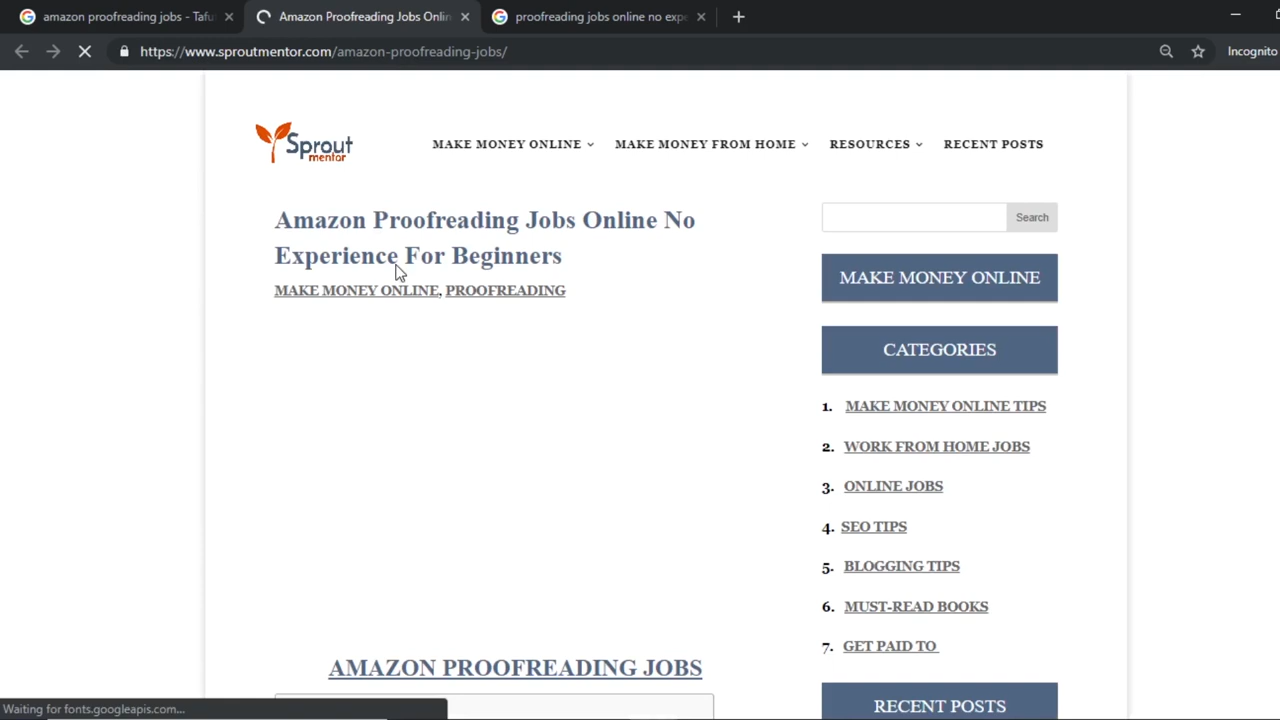 amazon proofreading jobs - Tafu
Amazon Proofreading Jobs Onlin
proofreading jobs online no expe
https://www.sproutmentor.com/amazon-proofreading-jobs/
Incognito
Sprout
mentor
MAKE MONEY ONLINE
MAKE MONEY FROM HOME
RESOURCES
RECENT POSTS
Amazon Proofreading Jobs Online No
Experience For Beginners
MAKE MONEY ONLINE, PROOFREADING
Search
MAKE MONEY ONLINE
CATEGORIES
1. MAKE MONEY ONLINE TIPS
2. WORK FROM HOME JOBS
3. ONLINE JOBS
4. SEO TIPS
5. BLOGGING TIPS
6. MUST-READ BOOKS
7. GET PAID TO
AMAZON PROOFREADING JOBS
RECENT POSTS
Waiting for fonts.googleapis.com...